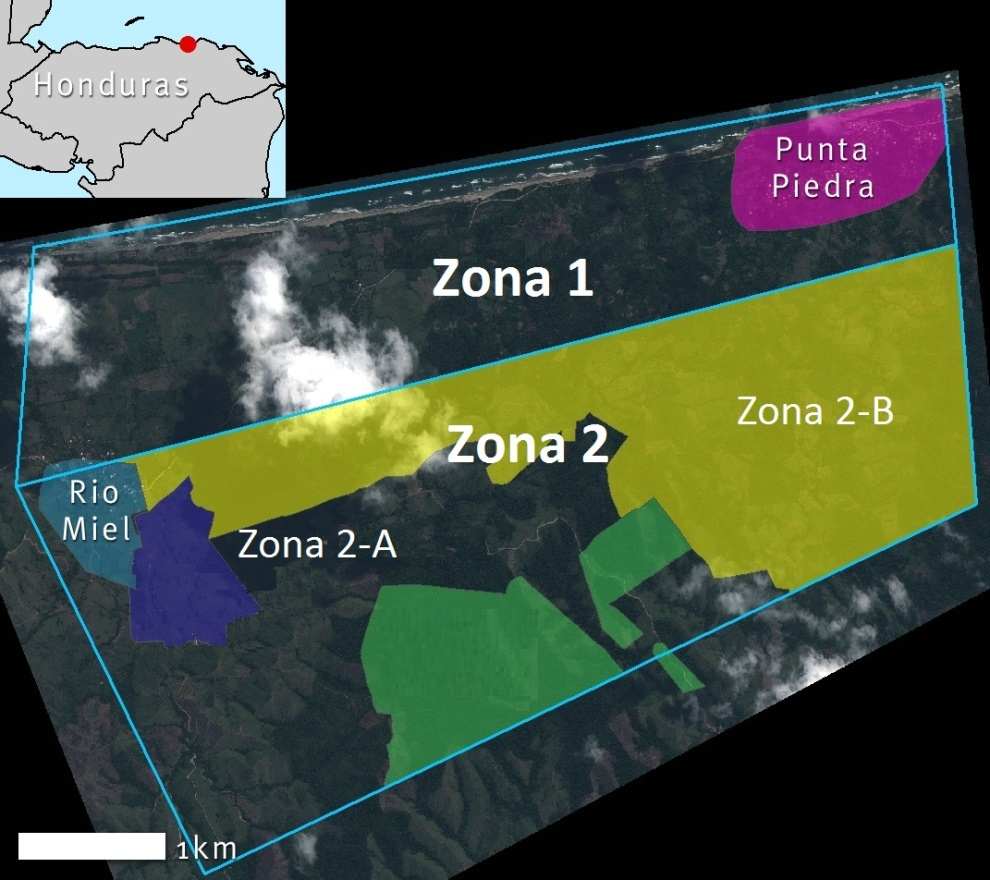 Honduras
Punta
Piedra
Zona 1
Zona 2-B
Zona 2
Rio
Miel
Zona 2-A
1km